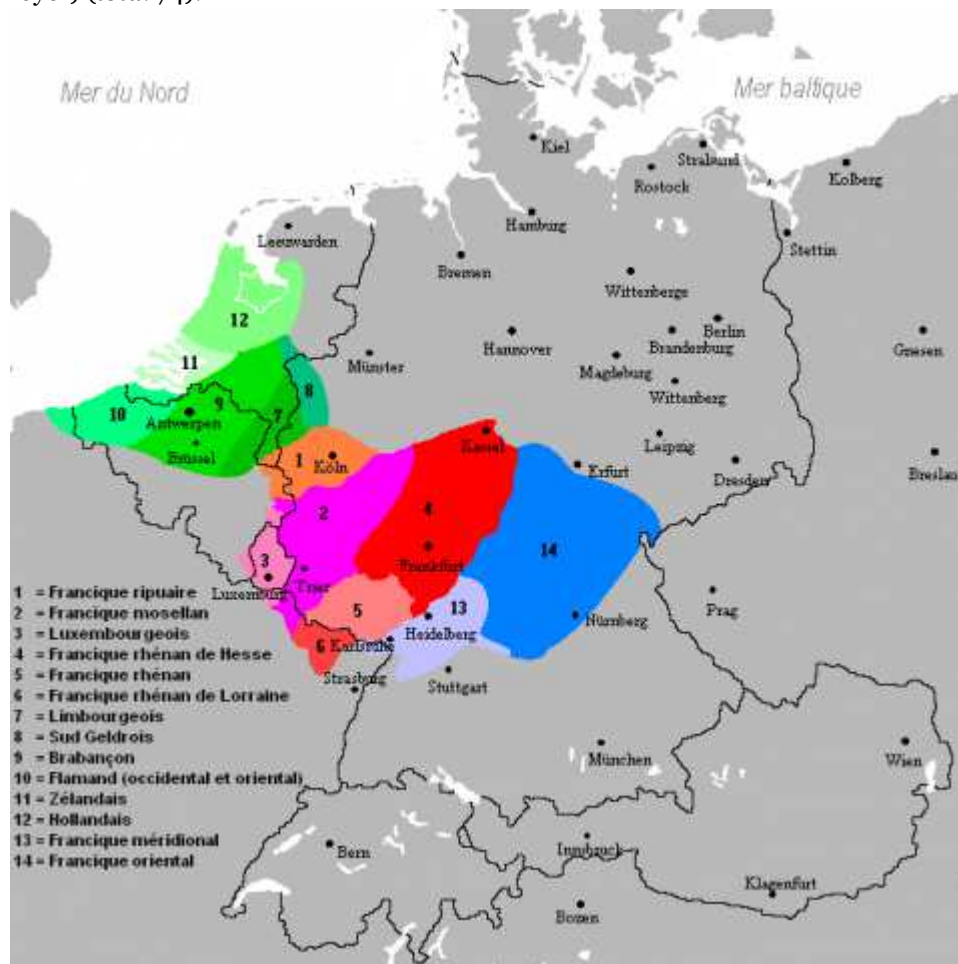 Mer du Nord
Mer baltique
Kiel
Stralsund
Rostock
Kolberg
Hamburg
Leeuwarden
Stettin
Bremen
Wittenberge
12
Berlin
Hannover
Brandenburg
Gnesen
11
Münster
Magdeburg
8
Wittenberg
9
10
Antwerpen
7
Leipzig
Brüssel
Kassel
1
Köln
Erfurt
Dresden
Breslau
4
2
14
3
Frankfurt
Trier
Luxemburg
Prag
5
13
Nürnberg
Heidelberg
6
Karlsruhe
Strasburg
Stuttgart
1 = Francique ripuaire
2 = Francique mosellan
3 = Luxembourgeois
4 = Francique rhénan de Hesse
5 = Francique rhénan
6 = Francique rhénan de Lorraine
7 = Limbourgeois
8 = Sud Geldrois
9 = Brabançon
10 = Flamand (occidental et oriental)
11 = Zélandais
12 = Hollandais
13 = Francique méridional
14 = Francique oriental
München
Wien
Bern
Innsbruck
Klagenfurt
Bozen